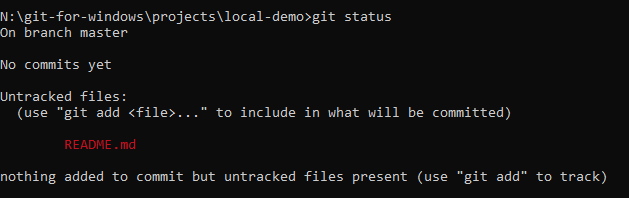 N:\git-for-windows\projects\local-demo>git status
On branch master
No commits yet
Untracked files:
(use "git add <file>..." to include in what will be committed)
README.md
nothing added to commit but untracked files present (use "git add" to track)